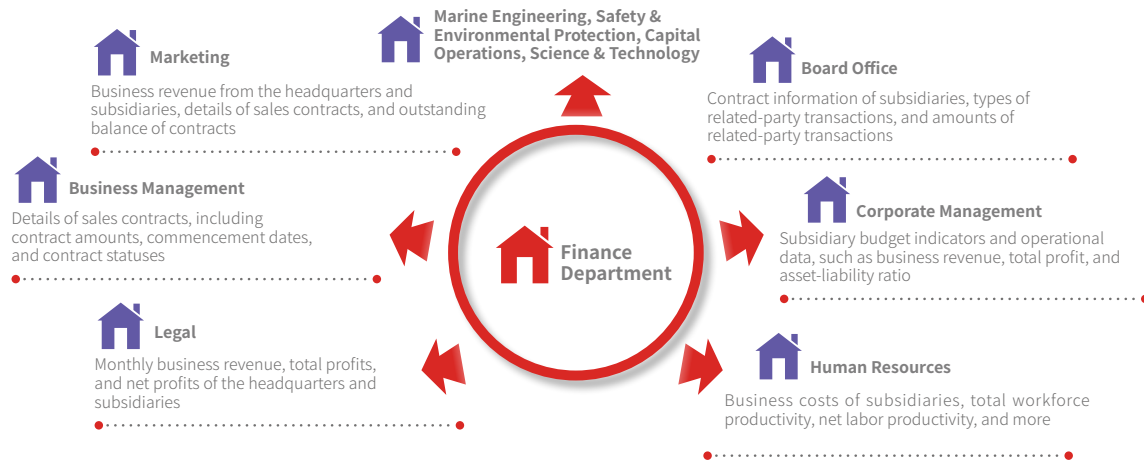 Marine Engineering, Safety &
Environmental Protection, Capital
Operations, Science & Technology
Marketing
Business revenue from the headquarters and
subsidiaries, details of sales contracts, and outstanding
balance of contracts
Board Office
Contract information of subsidiaries, types of
related-party transactions, and amounts of
related-party transactions
Business Management
Details of sales contracts, including
contract amounts, commencement dates,
and contract statuses
Finance
Department
Corporate Management
Subsidiary budget indicators and operational
data, such as business revenue, total profit, and
asset-liability ratio
Legal
Monthly business revenue, total profits,
and net profits of the headquarters and
subsidiaries
Human Resources
Business costs of subsidiaries, total workforce
productivity, net labor productivity, and more